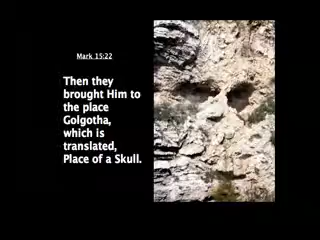 Mark 15:22
Then they
brought Him to
the place
Golgotha,
which is
translated,
Place of a Skull.